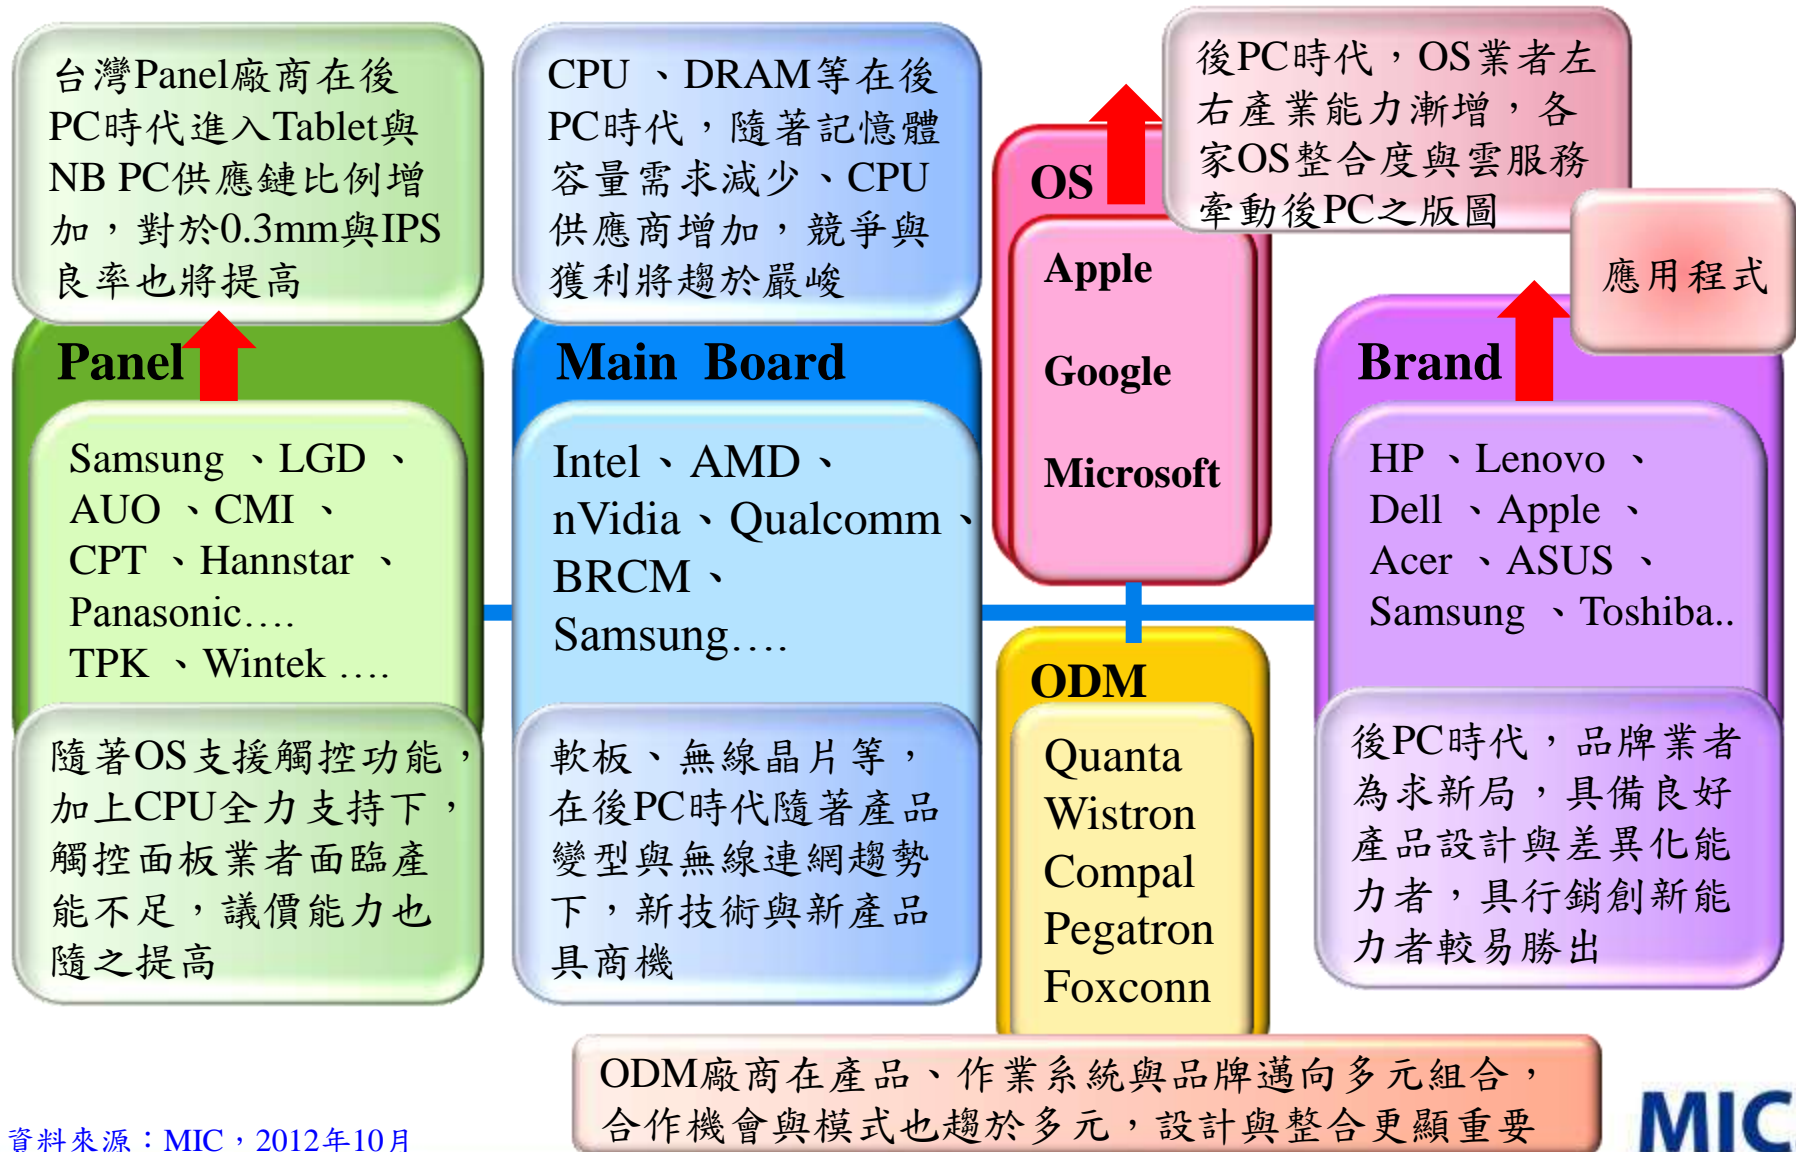 台灣Panel廠商在後
PC時代進入Tablet與
NB PC供應鏈比例增
加，對於0.3mm與IPS
良率也將提高
Panel
Samsung 、LGD 、
AUO 、CMI 、
CPT 、Hannstar 、
Panasonic….
TPK 、Wintek ….
隨著OS支援觸控功能，
加上CPU全力支持下，
觸控面板業者面臨產
能不足，議價能力也
隨之提高
CPU 、DRAM等在後
PC時代，隨著記憶體
容量需求減少、CPU
供應商增加，競爭與
獲利將趨於嚴峻
Main Board
Intel、AMD、
nVidia、Qualcomm、
BRCM、
Samsung….
軟板、無線晶片等，
在後PC時代隨著產品
變型與無線連網趨勢
下，新技術與新產品
具商機
後PC時代，OS業者左
右產業能力漸增，各
家OS整合度與雲服務
牽動後PC之版圖
OS
Apple
Google
Microsoft
ODM
Quanta
Wistron
Compal
Pegatron
Foxconn
ODM廠商在產品、作業系統與品牌邁向多元組合，
合作機會與模式也趨於多元，設計與整合更顯重要
應用程式
Brand
HP 、Lenovo 、
Dell 、Apple 、
Acer 、ASUS 、
Samsung 、Toshiba..
後PC時代，品牌業者
為求新局，具備良好
產品設計與差異化能
力者，具行銷創新能
力者較易勝出
資料來源：MIC，2012年10月
MIC